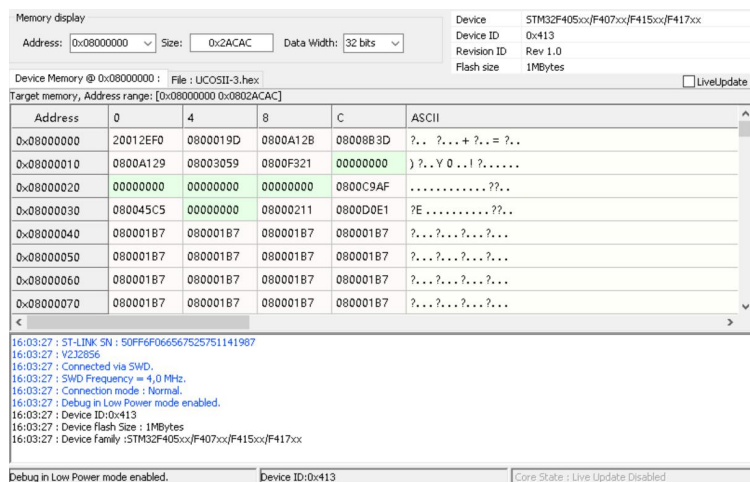 Memory display
Address: 0x08000000 Size: 0x2ACAC Data Width: 32 bits
Device STM32F405xx/F407xx/F415xx/F417xx
Device ID 0x413
Revision ID Rev 1.0
Flash size 1MBytes
LiveUpdate
Device Memory @ 0x08000000 : File : UCOSII-3.hex
Target memory, Address range: [0x08000000 0x0802ACAC]
Address 0 4 8 C ASCII
0x08000000 20012EF0 0800019D 0800A12B 08008B3D ?.. ?...+ ?..= ?..
0x08000010 0800A129 08003059 0800F321 00000000 ) ?..Y 0..! ?......
0x08000020 00000000 00000000 00000000 0800C9AF ............??..
0x08000030 080045C5 00000000 08000211 0800D0E1 ?E..........??..
0x08000040 080001B7 080001B7 080001B7 080001B7 ?...?...?...?...
0x08000050 080001B7 080001B7 080001B7 080001B7 ?...?...?...?...
0x08000060 080001B7 080001B7 080001B7 080001B7 ?...?...?...?...
0x08000070 080001B7 080001B7 080001B7 080001B7 ?...?...?...?...
16:03:27 : ST-LINK SN : 50FF6F066567525751141987
16:03:27 : V2J28S6
16:03:27 : Connected via SWD.
16:03:27 : SWD Frequency = 4,0 MHz.
16:03:27 : Connection mode : Normal.
16:03:27 : Debug in Low Power mode enabled.
16:03:27 : Device ID:0x413
16:03:27 : Device flash Size : 1MBytes
16:03:27 : Device family :STM32F405xx/F407xx/F415xx/F417xx
Debug in Low Power mode enabled. Device ID:0x413 Core State : Live Update Disabled